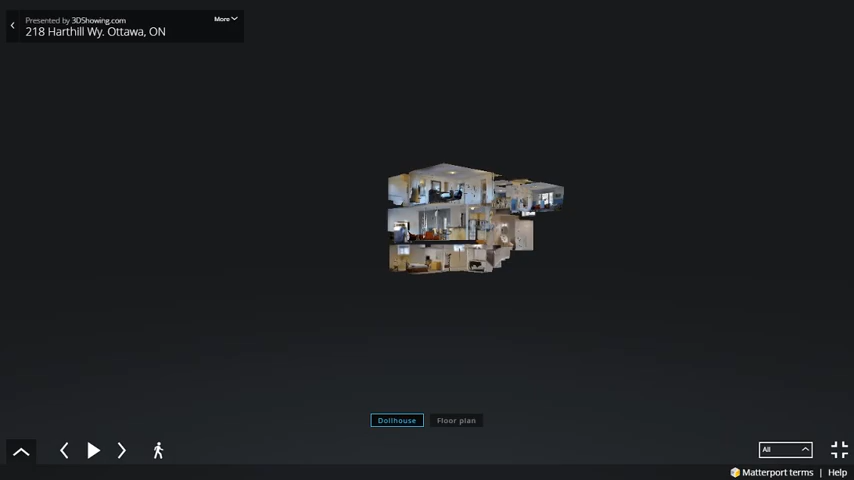 Presented by 3DShowing.com
More
218 Harthill Wy. Ottawa, ON
Dollhouse
Floor plan
All
Matterport terms | Help